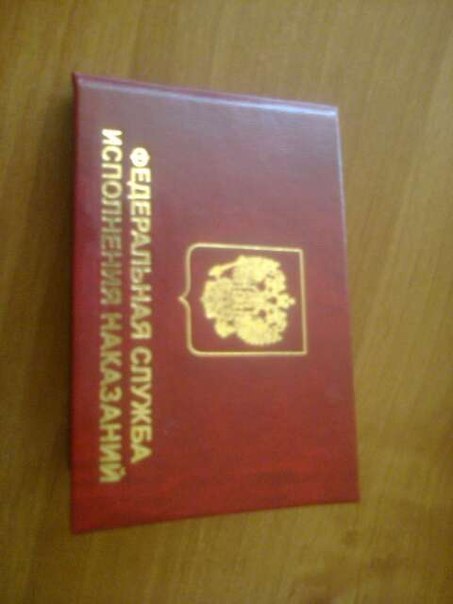 ФЕДЕРАЛЬНАЯ СЛУЖБА
ИСПОЛНЕНИЯ НАКАЗАНИЙ